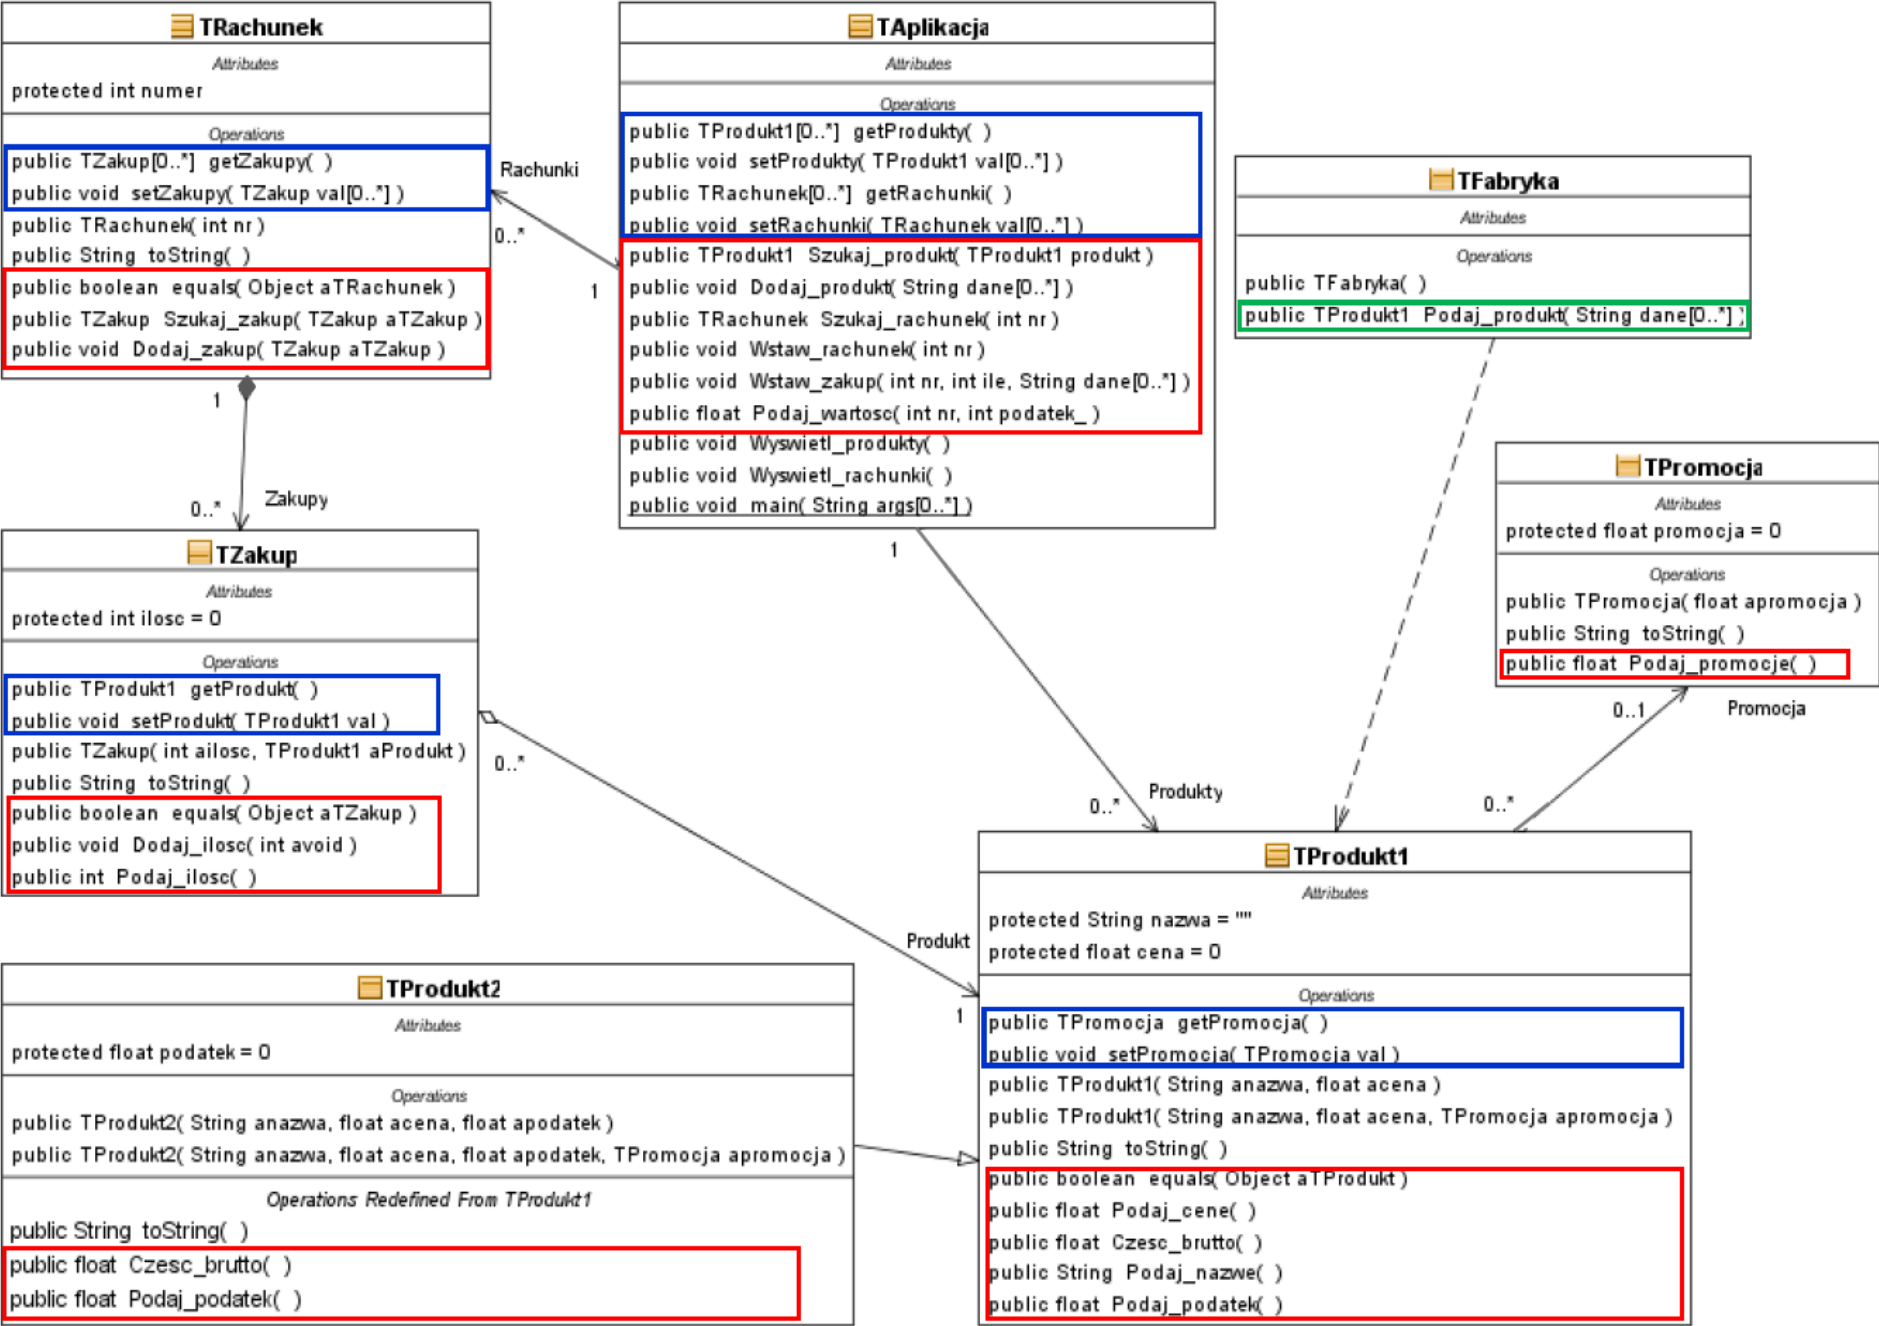 TRachunek
Attributes
protected int numer
Operations
public TZakup[0..*] getZakupy( )
public void setZakupy( TZakup val[0..*] )
public TRachunek( int nr )
public String toString( )
public boolean equals( Object aTRachunek )
public TZakup Szukaj_zakup( TZakup aTZakup )
public void Dodaj_zakup( TZakup aTZakup )
Rachunki
0..*
1
TAplikacja
Attributes
Operations
public TProdukt1[0..*] getProdukty( )
public void setProdukty( TProdukt1 val[0..*] )
public TRachunek[0..*] getRachunki( )
public void setRachunki( TRachunek val[0..*] )
public TProdukt1 Szukaj_produkt( TProdukt1 produkt )
public void Dodaj_produkt( String dane[0..*] )
public TRachunek Szukaj_rachunek( int nr )
public void Wstaw_rachunek( int nr )
public void Wstaw_zakup( int nr, int ile, String dane[0..*] )
public float Podaj_wartosc( int nr, int podatek_ )
public void Wyswietl_produkty( )
public void Wyswietl_rachunki( )
public void main( String args[0..*] )
TFabryka
Attributes
Operations
public TFabryka( )
public TProdukt1 Podaj_produkt( String dane[0..*] )
TPromocja
Attributes
protected float promocja = 0
Operations
public TPromocja( float apromocja )
public String toString( )
public float Podaj_promocje( )
0..1
Promocja
0..*
1
0..*
Zakupy
TZakup
Attributes
protected int ilosc = 0
Operations
public TProdukt1 getProdukt( )
public void setProdukt( TProdukt1 val )
public TZakup( int ailosc, TProdukt1 aProdukt )
public String toString( )
public boolean equals( Object aTZakup )
public void Dodaj_ilosc( int avoid )
public int Podaj_ilosc( )
0..*
Produkt
1
1
0..*
Produkty
TProdukt1
Attributes
protected String nazwa = ""
protected float cena = 0
Operations
public TPromocja getPromocja( )
public void setPromocja( TPromocja val )
public TProdukt1( String anazwa, float acena )
public TProdukt1( String anazwa, float acena, TPromocja apromocja )
public String toString( )
public boolean equals( Object aTProdukt )
public float Podaj_cene( )
public float Czesc_brutto( )
public String Podaj_nazwe( )
public float Podaj_podatek( )
TProdukt2
Attributes
protected float podatek = 0
Operations
public TProdukt2( String anazwa, float acena, float apodatek )
public TProdukt2( String anazwa, float acena, float apodatek, TPromocja apromocja )
Operations Redefined From TProdukt1
public String toString( )
public float Czesc_brutto( )
public float Podaj_podatek( )